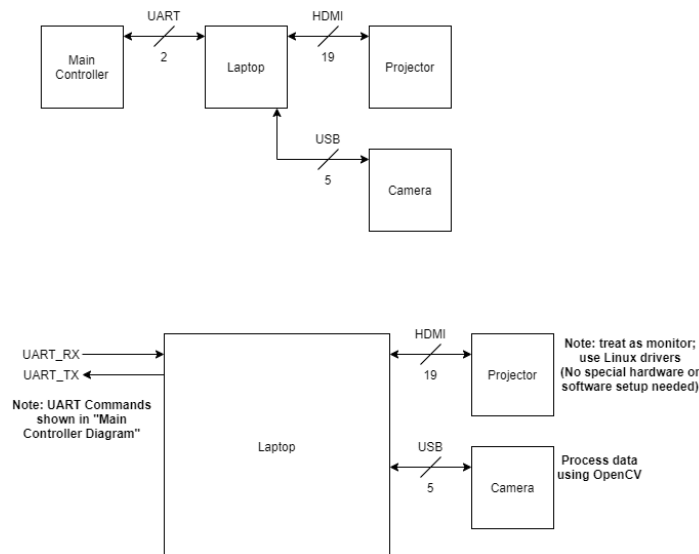 UART
2
HDMI
19
Main
Controller
Laptop
Projector
USB
5
Camera
UART_RX
UART_TX
Note: UART Commands
shown in "Main
Controller Diagram"
Laptop
HDMI
19
Projector
Note: treat as monitor;
use Linux drivers
(No special hardware or
software setup needed)
USB
5
Camera
Process data
using OpenCV